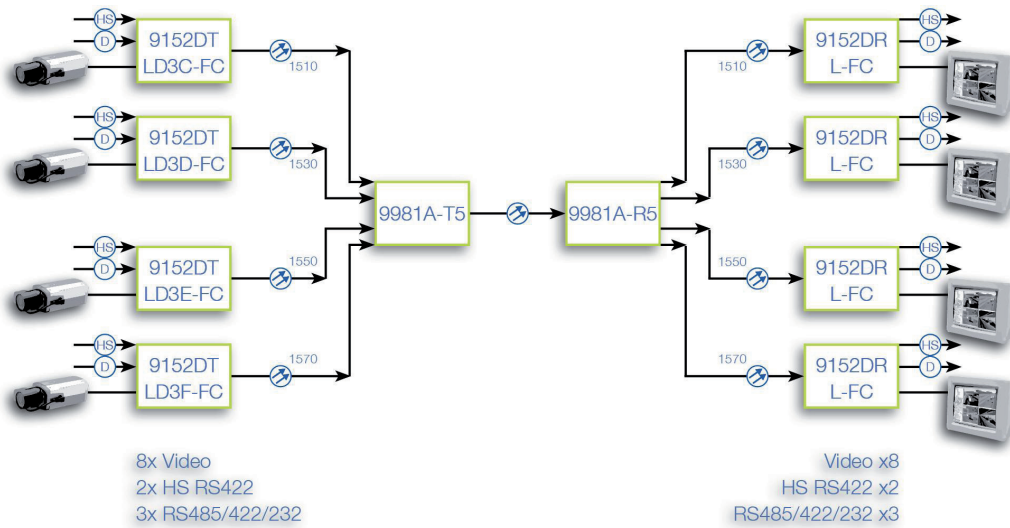 HS
D
9152DT
LD3C-FC
1510
HS
D
9152DT
LD3D-FC
1530
HS
D
9152DT
LD3E-FC
1550
HS
D
9152DT
LD3F-FC
1570
9981A-T5
9981A-R5
1510
9152DR
L-FC
HS
D
1530
9152DR
L-FC
HS
D
1550
9152DR
L-FC
HS
D
1570
9152DR
L-FC
HS
D
8x Video
2x HS RS422
3x RS485/422/232
Video x8
HS RS422 x2
RS485/422/232 x3